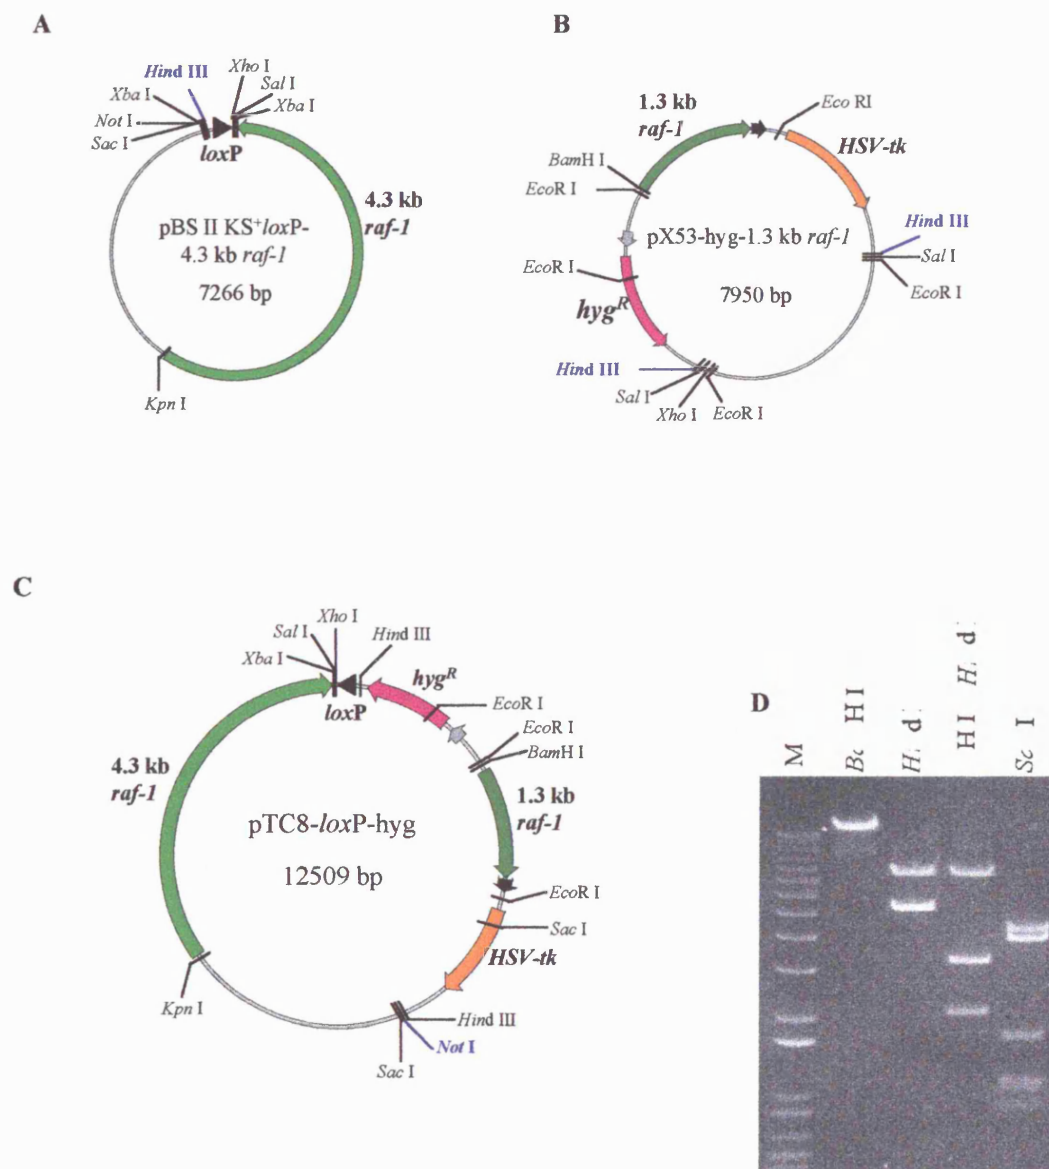 A
Hind III
Xho I
Sal I
Xba I
Xba I
Not I
Sac I
loxP
4.3 kb
raf-1
pBS II KS⁺loxP-
4.3 kb raf-1
7266 bp
Kpn I
B
1.3 kb
raf-1
Eco RI
HSV-tk
BamH I
EcoR I
Hind III
Sal I
EcoR I
pX53-hyg-1.3 kb raf-1
7950 bp
EcoR I
hygᴿ
Hind III
Sal I
Xho I
EcoR I
C
Xho I
Sal I
Hind III
Xba I
hygᴿ
loxP
EcoR I
EcoR I
BamH I
4.3 kb
raf-1
1.3 kb
raf-1
pTC8-loxP-hyg
12509 bp
EcoR I
Sac I
HSV-tk
Kpn I
Hind III
Not I
Sac I
D
M
H I
H. d
H I H. d
I